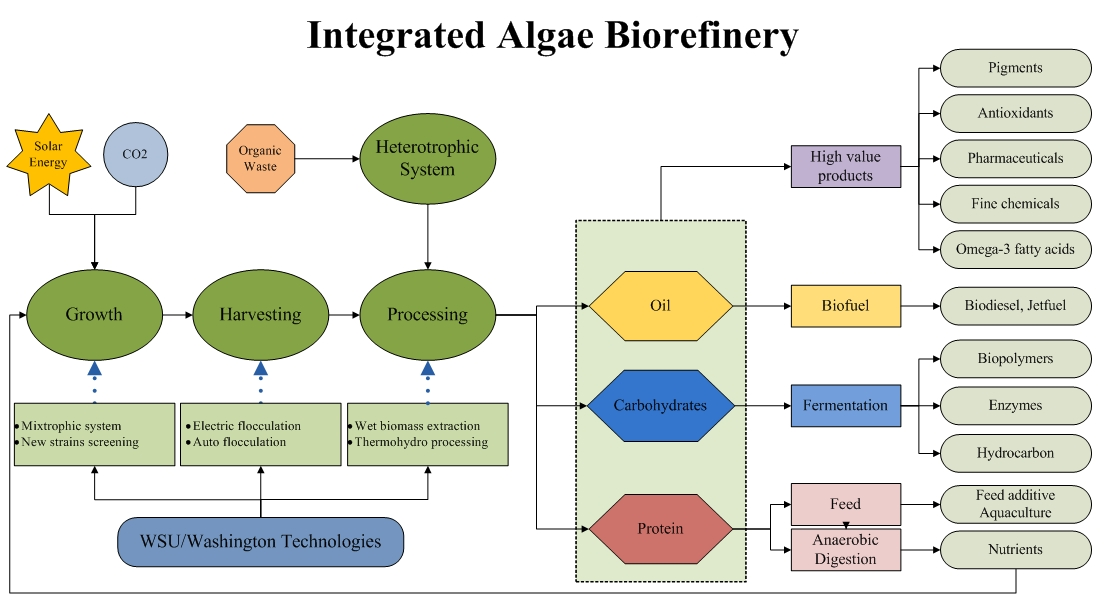 Integrated Algae Biorefinery
Solar
Energy
CO2
Organic
Waste
Heterotrophic
System
High value
products
Pigments
Antioxidants
Pharmaceuticals
Fine chemicals
Omega-3 fatty acids
Growth
Harvesting
Processing
Oil
Biofuel
Biodiesel, Jetfuel
Carbohydrates
Fermentation
Biopolymers
Enzymes
Hydrocarbon
• Mixtrophic system
• New strains screening
• Electric flocculation
• Auto flocculation
• Wet biomass extraction
• Thermohydro processing
Protein
Feed
Feed additive
Aquaculture
Anaerobic
Digestion
Nutrients
WSU/Washington Technologies